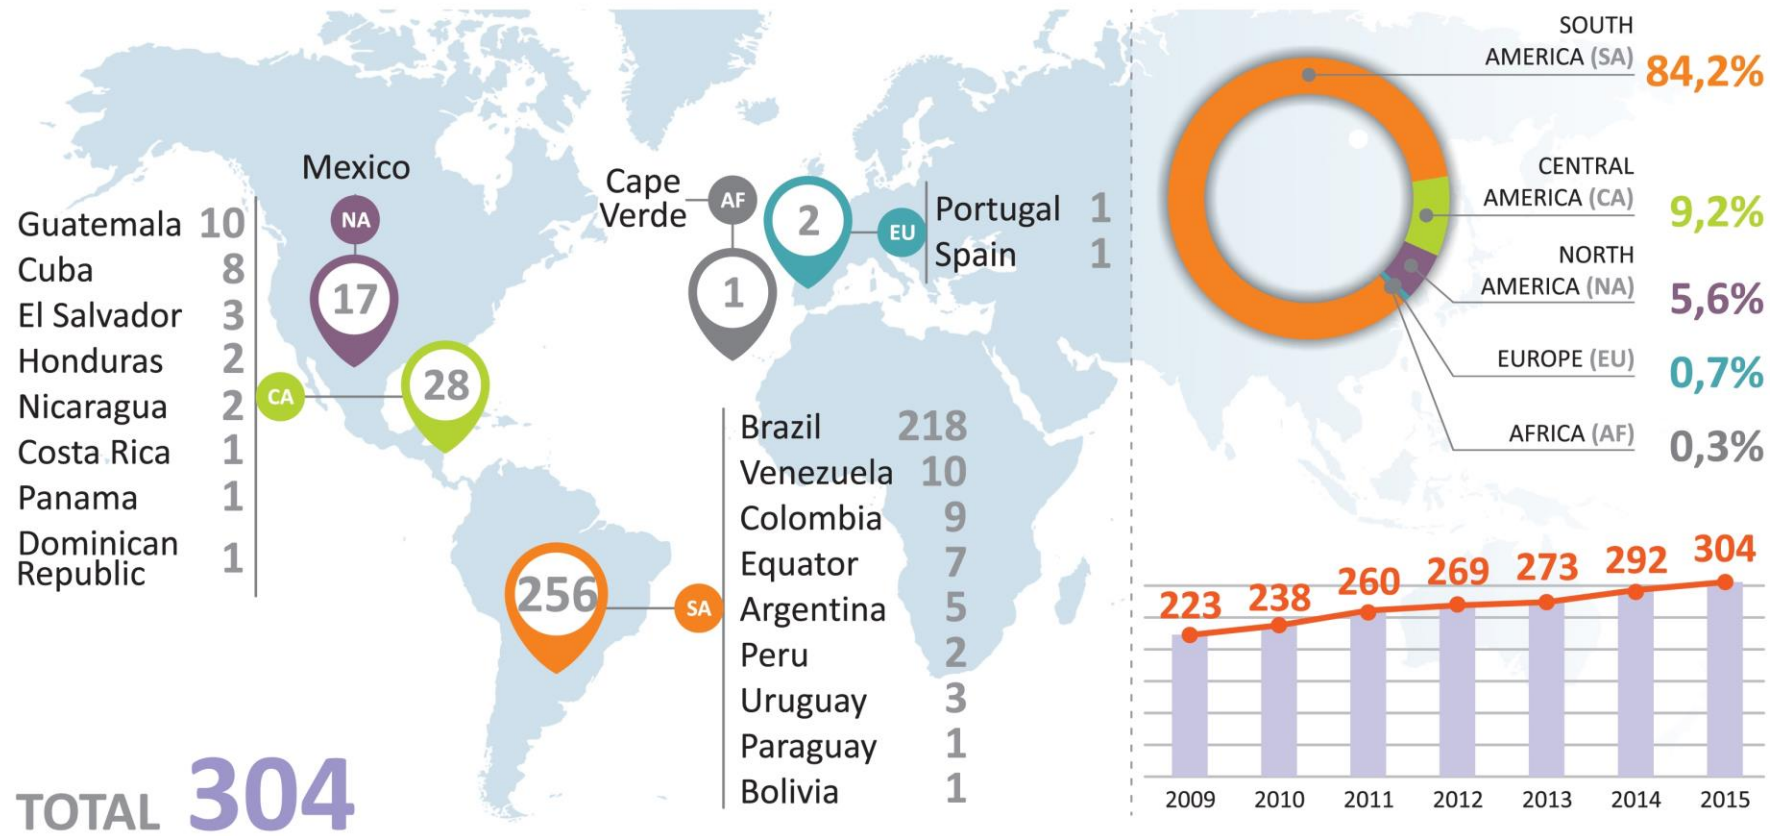 Mexico
NA
17
Guatemala 10
Cuba 8
El Salvador 3
Honduras 2
Nicaragua 2
Costa Rica 1
Panama 1
Dominican
Republic 1
CA
28
Cape
Verde
AF
1
2
EU
Portugal 1
Spain 1
256
SA
Brazil 218
Venezuela 10
Colombia 9
Equator 7
Argentina 5
Peru 2
Uruguay 3
Paraguay 1
Bolivia 1
TOTAL 304
SOUTH
AMERICA (SA) 84,2%
CENTRAL
AMERICA (CA) 9,2%
NORTH
AMERICA (NA) 5,6%
EUROPE (EU) 0,7%
AFRICA (AF) 0,3%
223 238 260 269 273 292 304
2009 2010 2011 2012 2013 2014 2015